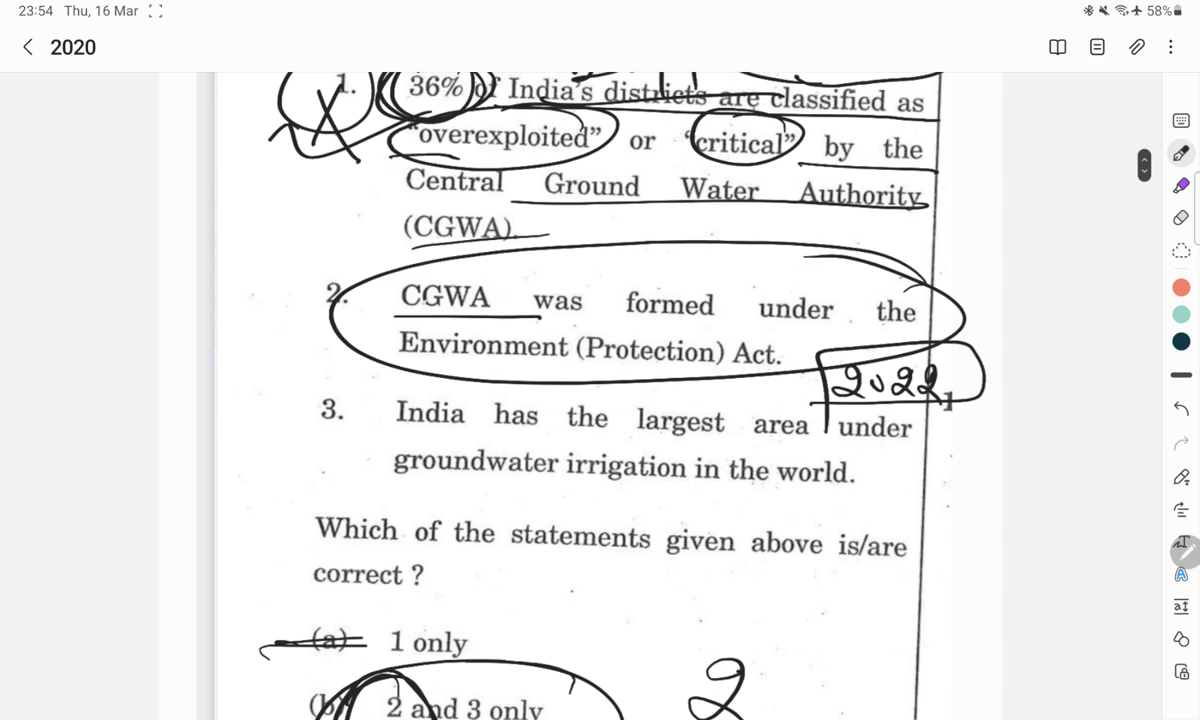 23:54 Thu, 16 Mar
58%
2020
1. 36% of India's districts are classified as
"overexploited" or "critical" by the
Central Ground Water Authority
(CGWA).
2. CGWA was formed under the
Environment (Protection) Act.
2022
3. India has the largest area under
groundwater irrigation in the world.
Which of the statements given above is/are
correct ?
(a) 1 only
(b) 2 and 3 only
2